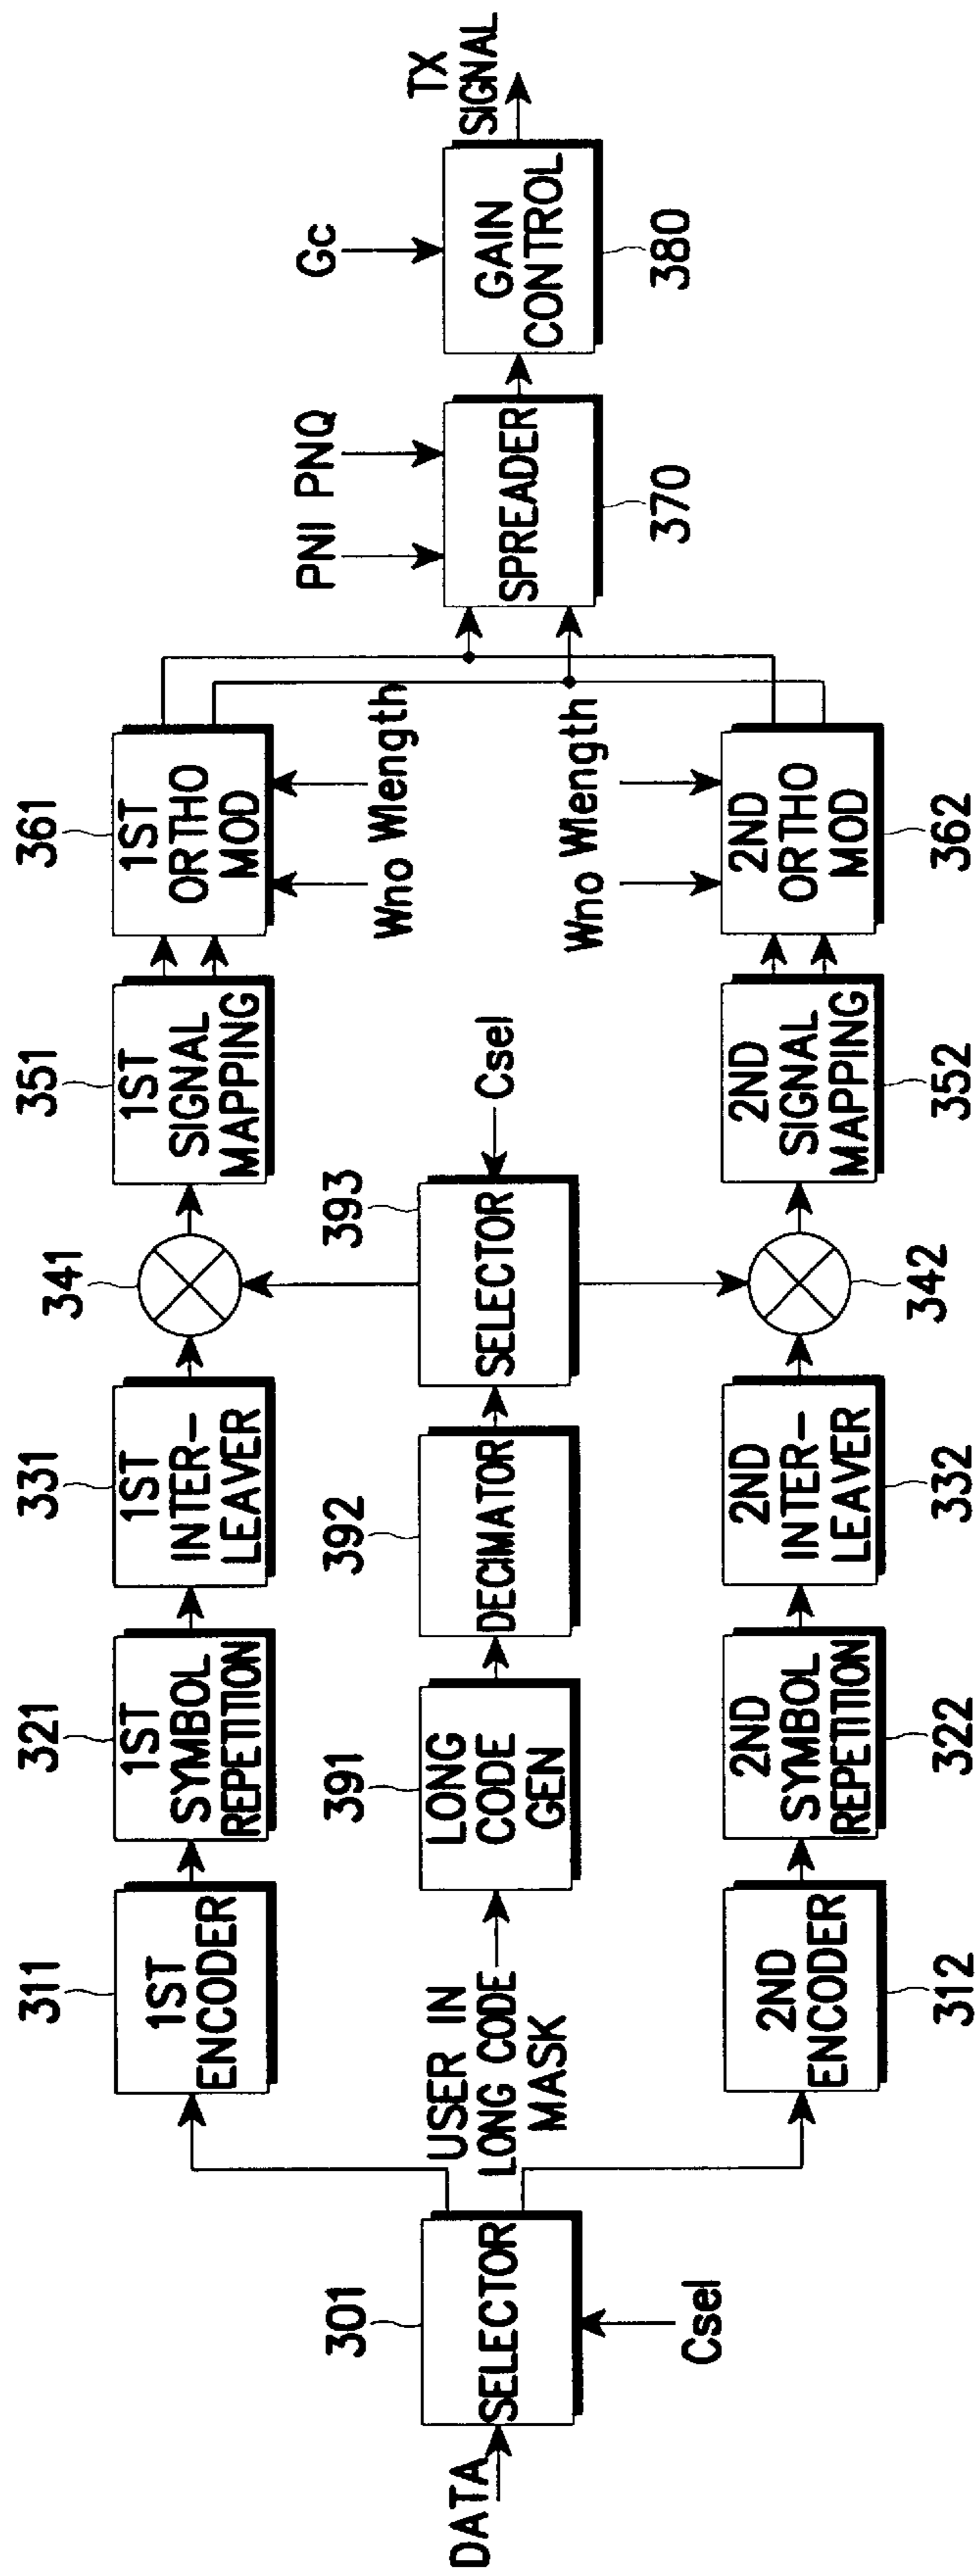 DATA
301
SELECTOR
Csel
311
1ST
ENCODER
321
1ST
SYMBOL
REPETITION
331
1ST
INTER-
LEAVER
341
351
1ST
SIGNAL
MAPPING
361
1ST
ORTHO
MOD
Wno Wlength
USER IN
LONG CODE
MASK
391
LONG
CODE
GEN
392
DECIMATOR
393
SELECTOR
Csel
2ND
ENCODER
312
2ND
SYMBOL
REPETITION
322
2ND
INTER-
LEAVER
332
342
2ND
SIGNAL
MAPPING
352
Wno Wlength
2ND
ORTHO
MOD
362
PNI PNQ
SPREADER
370
Gc
GAIN
CONTROL
380
TX
SIGNAL